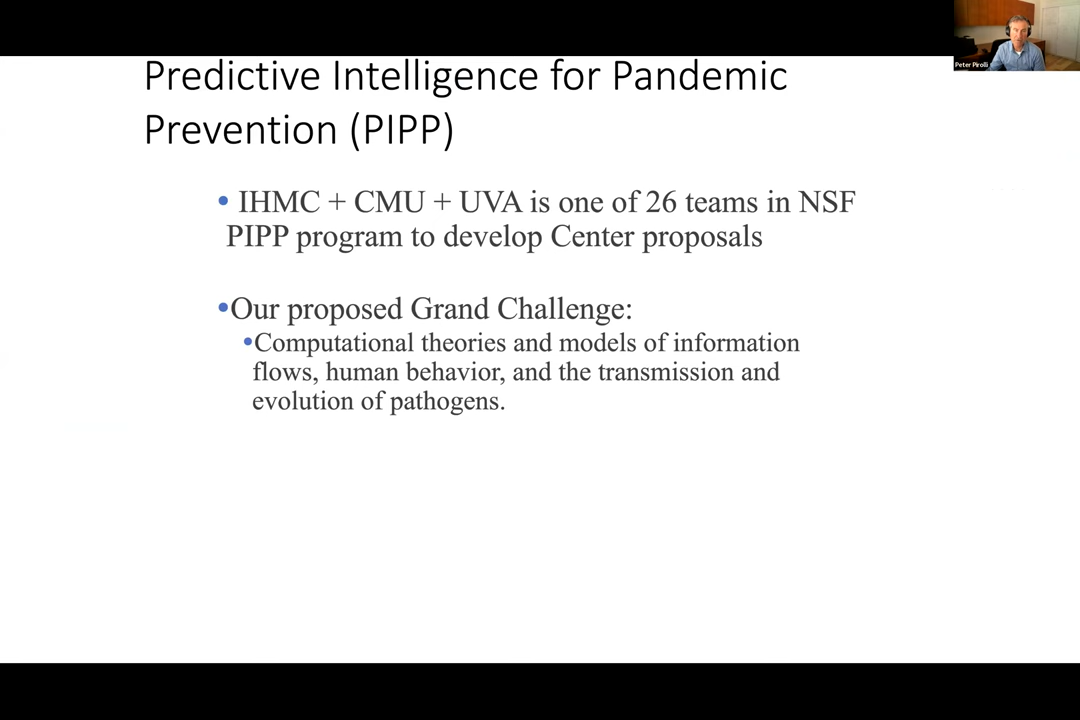 Predictive Intelligence for Pandemic
Prevention (PIPP)
Peter Pirolli
• IHMC + CMU + UVA is one of 26 teams in NSF
PIPP program to develop Center proposals
•Our proposed Grand Challenge:
•Computational theories and models of information
flows, human behavior, and the transmission and
evolution of pathogens.